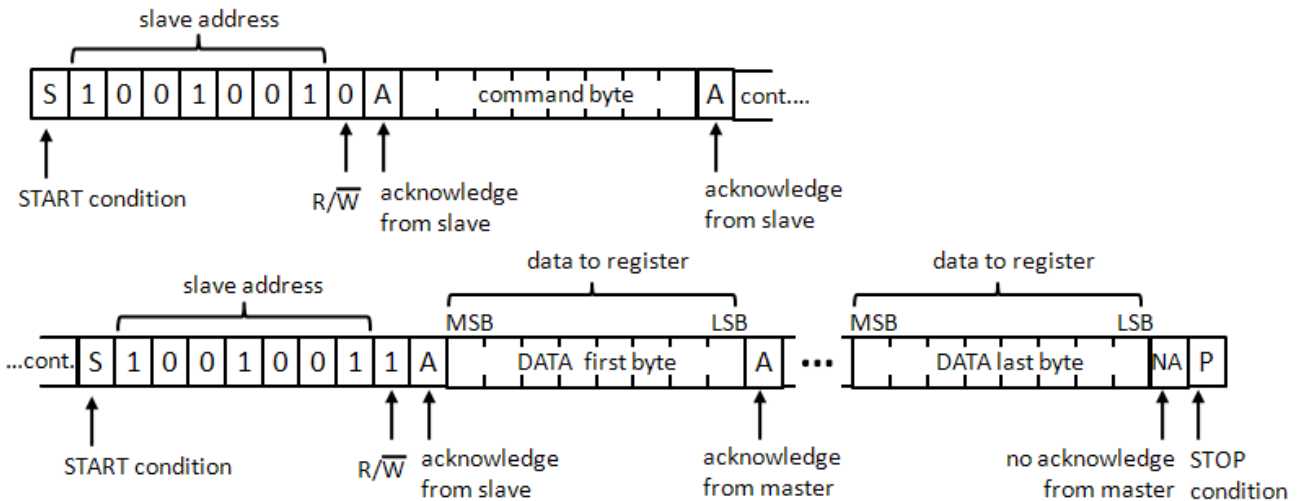 slave address
S 1 0 0 1 0 0 1 0 A command byte A cont....
START condition
R/W̅
acknowledge
from slave
acknowledge
from slave
data to register
data to register
slave address
MSB LSB MSB LSB
...cont. S 1 0 0 1 0 0 1 1 A DATA first byte A ... DATA last byte NA P
START condition
R/W̅
acknowledge
from slave
acknowledge
from master
no acknowledge
from master
STOP
condition